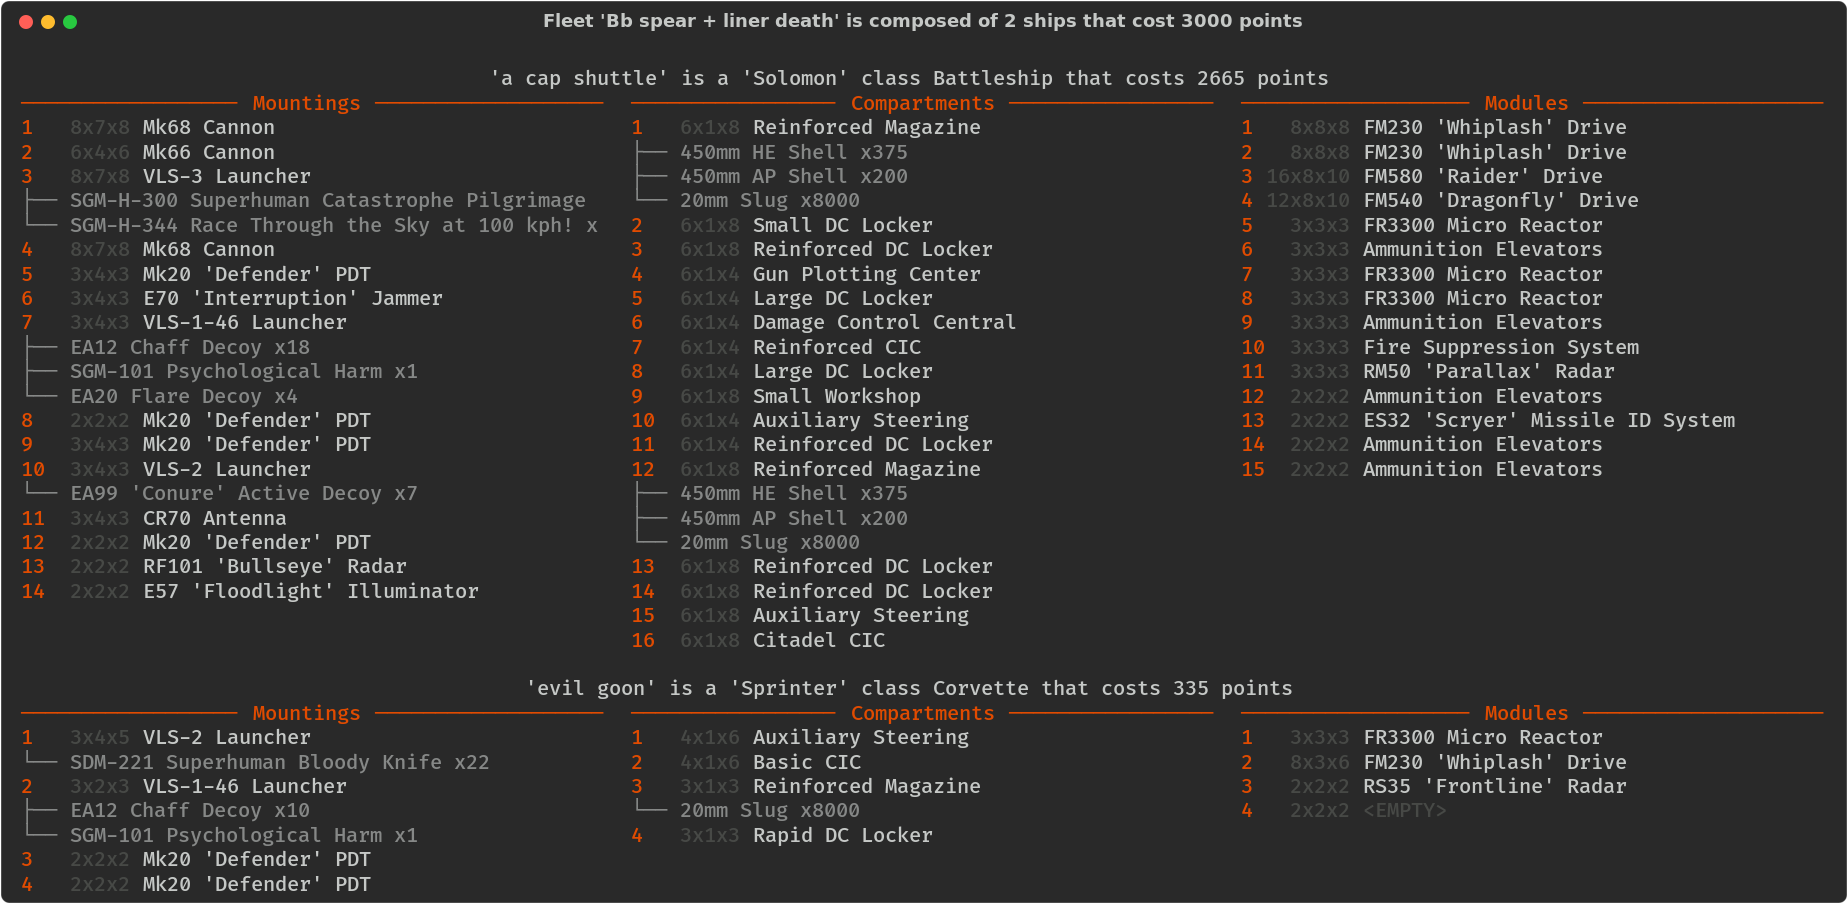 Fleet 'Bb spear + liner death' is composed of 2 ships that cost 3000 points
'a cap shuttle' is a 'Solomon' class Battleship that costs 2665 points
Mountings
1 8x7x8 Mk68 Cannon
2 6x4x6 Mk66 Cannon
3 8x7x8 VLS-3 Launcher
SGM-H-300 Superhuman Catastrophe Pilgrimage
SGM-H-344 Race Through the Sky at 100 kph! x
4 8x7x8 Mk68 Cannon
5 3x4x3 Mk20 'Defender' PDT
6 3x4x3 E70 'Interruption' Jammer
7 3x4x3 VLS-1-46 Launcher
EA12 Chaff Decoy x18
SGM-101 Psychological Harm x1
EA20 Flare Decoy x4
8 2x2x2 Mk20 'Defender' PDT
9 3x4x3 Mk20 'Defender' PDT
10 3x4x3 VLS-2 Launcher
EA99 'Conure' Active Decoy x7
11 3x4x3 CR70 Antenna
12 2x2x2 Mk20 'Defender' PDT
13 2x2x2 RF101 'Bullseye' Radar
14 2x2x2 E57 'Floodlight' Illuminator
Compartments
1 6x1x8 Reinforced Magazine
450mm HE Shell x375
450mm AP Shell x200
20mm Slug x8000
2 6x1x8 Small DC Locker
3 6x1x8 Reinforced DC Locker
4 6x1x4 Gun Plotting Center
5 6x1x4 Large DC Locker
6 6x1x4 Damage Control Central
7 6x1x4 Reinforced CIC
8 6x1x4 Large DC Locker
9 6x1x8 Small Workshop
10 6x1x4 Auxiliary Steering
11 6x1x4 Reinforced DC Locker
12 6x1x8 Reinforced Magazine
450mm HE Shell x375
450mm AP Shell x200
20mm Slug x8000
13 6x1x8 Reinforced DC Locker
14 6x1x8 Reinforced DC Locker
15 6x1x8 Auxiliary Steering
16 6x1x8 Citadel CIC
Modules
1 8x8x8 FM230 'Whiplash' Drive
2 8x8x8 FM230 'Whiplash' Drive
3 16x8x10 FM580 'Raider' Drive
4 12x8x10 FM540 'Dragonfly' Drive
5 3x3x3 FR3300 Micro Reactor
6 3x3x3 Ammunition Elevators
7 3x3x3 FR3300 Micro Reactor
8 3x3x3 FR3300 Micro Reactor
9 3x3x3 Ammunition Elevators
10 3x3x3 Fire Suppression System
11 3x3x3 RM50 'Parallax' Radar
12 2x2x2 Ammunition Elevators
13 2x2x2 ES32 'Scryer' Missile ID System
14 2x2x2 Ammunition Elevators
15 2x2x2 Ammunition Elevators
'evil goon' is a 'Sprinter' class Corvette that costs 335 points
Mountings
1 3x4x5 VLS-2 Launcher
SDM-221 Superhuman Bloody Knife x22
2 3x2x3 VLS-1-46 Launcher
EA12 Chaff Decoy x10
SGM-101 Psychological Harm x1
3 2x2x2 Mk20 'Defender' PDT
4 2x2x2 Mk20 'Defender' PDT
Compartments
1 4x1x6 Auxiliary Steering
2 4x1x6 Basic CIC
3 3x1x3 Reinforced Magazine
20mm Slug x8000
4 3x1x3 Rapid DC Locker
Modules
1 3x3x3 FR3300 Micro Reactor
2 8x3x6 FM230 'Whiplash' Drive
3 2x2x2 RS35 'Frontline' Radar
4 2x2x2 <EMPTY>